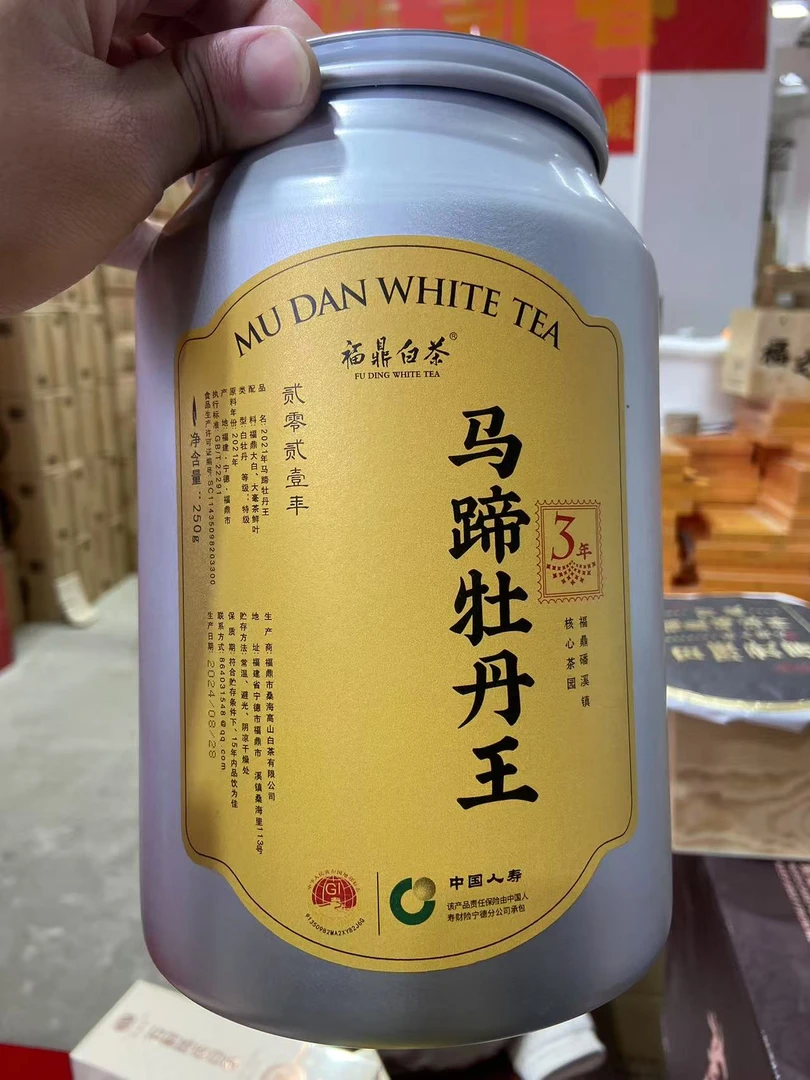 MU DAN WHITE TEA
福鼎白茶®
FU DING WHITE TEA
马蹄牡丹王
3年
福鼎磻溪镇
核心茶园
贰零贰壹年
品 名:2021年马蹄牡丹王
配 料:福鼎大白、大毫茶鲜叶
类 型:白牡丹 等级:特级
原料年份:2021年
产 地:福建·宁德·福鼎市
执行标准:GB/T 22291
食品生产许可证编号:SC11435098203300
净含量:250g
生 产 商:福鼎市桑海高山白茶有限公司
地 址:福建省宁德市福鼎市 溪镇桑海里113号
贮存方法:常温、避光、阴凉干燥处
保 质 期:符合贮存条件下,15年内品饮为佳
联系方式:864031548@qq.com
生产日期:2024/08/28
GI
91350982MA2XYB2J6G
中国人寿
该产品责任保险由中国人
寿财险宁德分公司承包
福